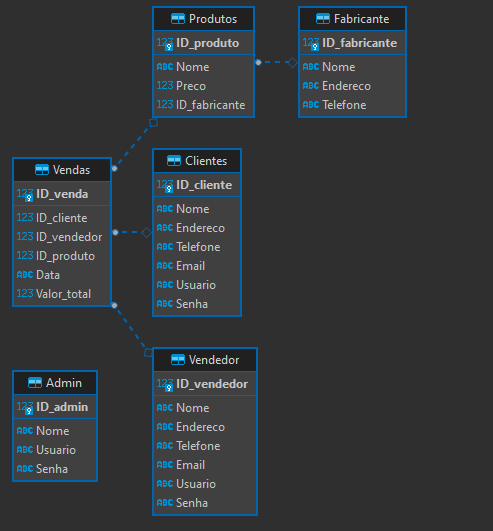 Produtos
123 ID_produto
ABC Nome
123 Preco
123 ID_fabricante
Fabricante
123 ID_fabricante
ABC Nome
ABC Endereco
ABC Telefone
Vendas
123 ID_venda
123 ID_cliente
123 ID_vendedor
123 ID_produto
ABC Data
123 Valor_total
Clientes
123 ID_cliente
ABC Nome
ABC Endereco
ABC Telefone
ABC Email
ABC Usuario
ABC Senha
Admin
123 ID_admin
ABC Nome
ABC Usuario
ABC Senha
Vendedor
123 ID_vendedor
ABC Nome
ABC Endereco
ABC Telefone
ABC Email
ABC Usuario
ABC Senha